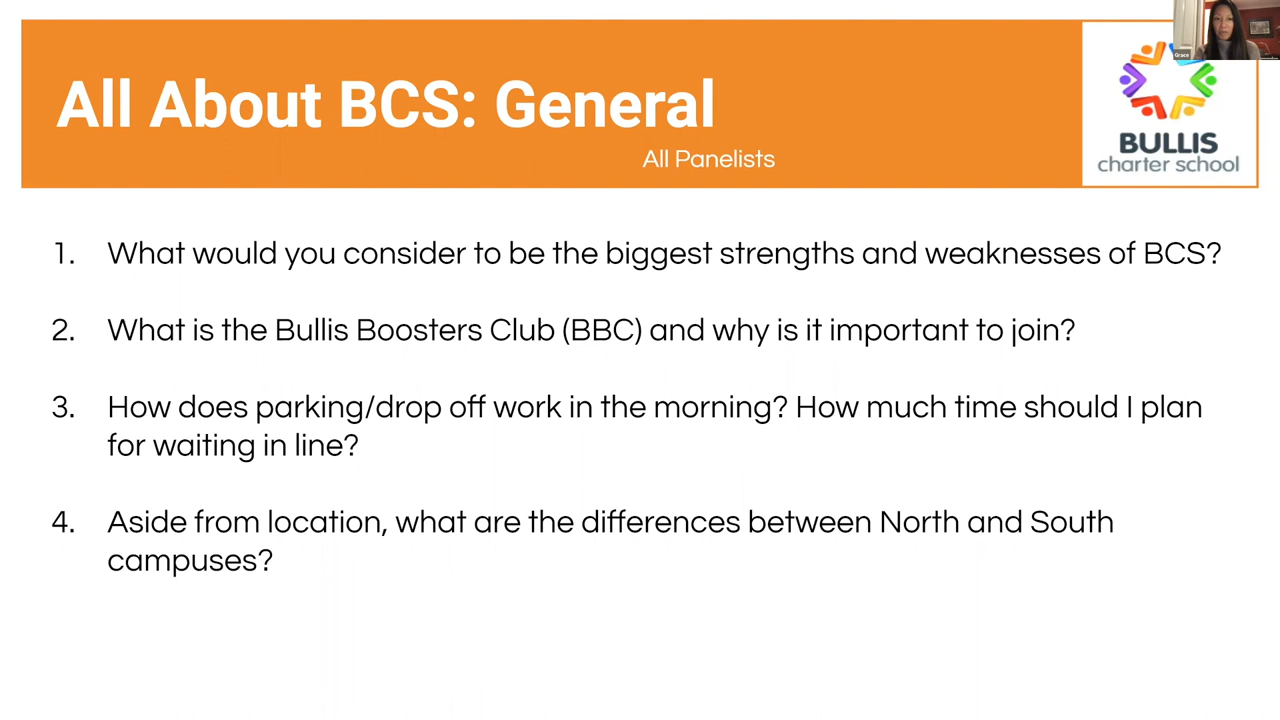 All About BCS: General
All Panelists
Grace
BULLIS
charter school
1. What would you consider to be the biggest strengths and weaknesses of BCS?
2. What is the Bullis Boosters Club (BBC) and why is it important to join?
3. How does parking/drop off work in the morning? How much time should I plan
for waiting in line?
4. Aside from location, what are the differences between North and South
campuses?